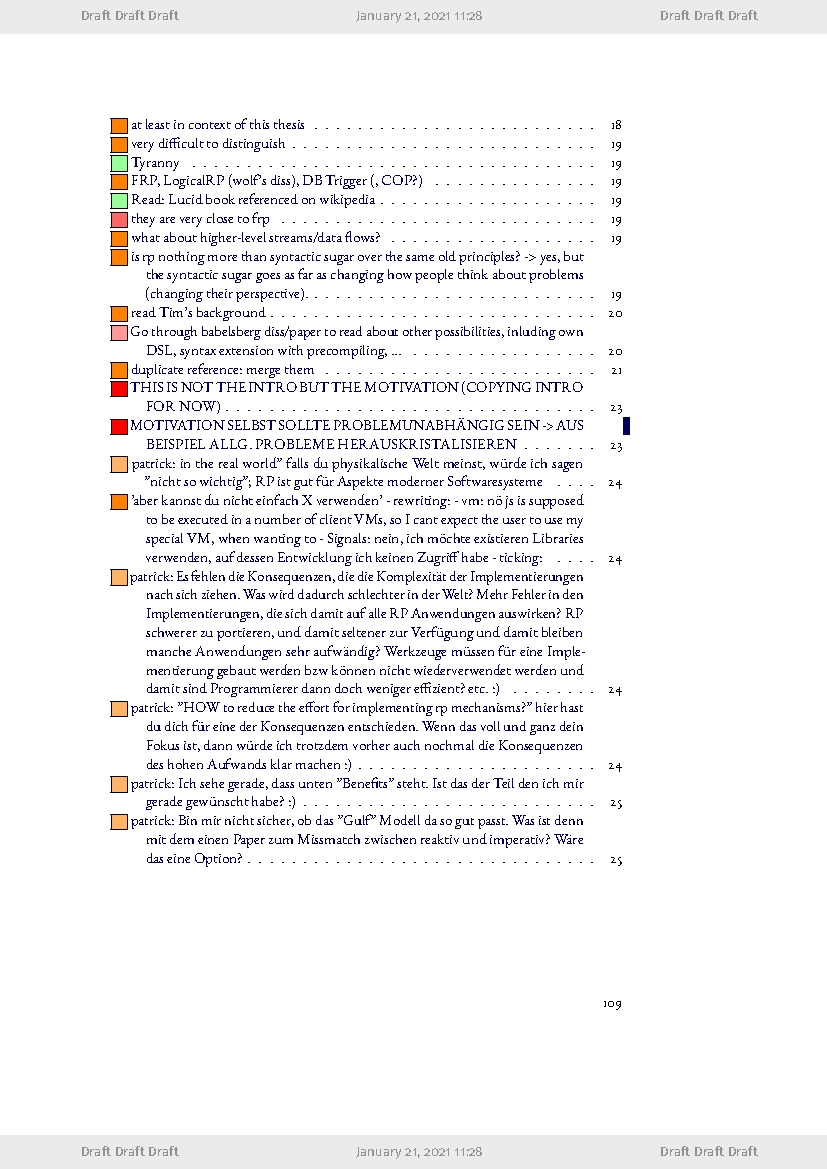 Draft Draft Draft January 21, 2021 11:28 Draft Draft Draft
at least in context of this thesis . . . . . . . . . . . . . . . . . . . . . . . . . . 18
very difficult to distinguish . . . . . . . . . . . . . . . . . . . . . . . . . . . . 19
Tyranny . . . . . . . . . . . . . . . . . . . . . . . . . . . . . . . . . . . . . 19
FRP, LogicalRP (wolf's diss), DB Trigger (, COP?) . . . . . . . . . . . . . . . 19
Read: Lucid book referenced on wikipedia . . . . . . . . . . . . . . . . . . . . 19
they are very close to frp . . . . . . . . . . . . . . . . . . . . . . . . . . . . . 19
what about higher-level streams/data flows? . . . . . . . . . . . . . . . . . . . 19
is rp nothing more than syntactic sugar over the same old principles? -> yes, but
the syntactic sugar goes as far as changing how people think about problems
(changing their perspective). . . . . . . . . . . . . . . . . . . . . . . . . . . 19
read Tim's background . . . . . . . . . . . . . . . . . . . . . . . . . . . . . . 20
Go through babelsberg diss/paper to read about other possibilities, inluding own
DSL, syntax extension with precompiling, ... . . . . . . . . . . . . . . . . . . 20
duplicate reference: merge them . . . . . . . . . . . . . . . . . . . . . . . . . 21
THIS IS NOT THE INTRO BUT THE MOTIVATION (COPYING INTRO
FOR NOW) . . . . . . . . . . . . . . . . . . . . . . . . . . . . . . . . . . 23
MOTIVATION SELBST SOLLTE PROBLEMUNABHÄNGIG SEIN -> AUS
BEISPIEL ALLG. PROBLEME HERAUSKRISTALISIEREN . . . . . . . 23
patrick: in the real world" falls du physikalische Welt meinst, würde ich sagen
"nicht so wichtig"; RP ist gut für Aspekte moderner Softwaresysteme . . . . 24
'aber kannst du nicht einfach X verwenden' - rewriting: - vm: nö js is supposed
to be executed in a number of client VMs, so I cant expect the user to use my
special VM, when wanting to - Signals: nein, ich möchte existieren Libraries
verwenden, auf dessen Entwicklung ich keinen Zugriff habe - ticking: . . . . 24
patrick: Es fehlen die Konsequenzen, die die Komplexität der Implementierungen
nach sich ziehen. Was wird dadurch schlechter in der Welt? Mehr Fehler in den
Implementierungen, die sich damit auf alle RP Anwendungen auswirken? RP
schwerer zu portieren, und damit seltener zur Verfügung und damit bleiben
manche Anwendungen sehr aufwändig? Werkzeuge müssen für eine Imple-
mentierung gebaut werden bzw können nicht wiederverwendet werden und
damit sind Programmierer dann doch weniger effizient? etc. :) . . . . . . . . 24
patrick: "HOW to reduce the effort for implementing rp mechanisms?" hier hast
du dich für eine der Konsequenzen entschieden. Wenn das voll und ganz dein
Fokus ist, dann würde ich trotzdem vorher auch nochmal die Konsequenzen
des hohen Aufwands klar machen :) . . . . . . . . . . . . . . . . . . . . . . 24
patrick: Ich sehe gerade, dass unten "Benefits" steht. Ist das der Teil den ich mir
gerade gewünscht habe? :) . . . . . . . . . . . . . . . . . . . . . . . . . . . 25
patrick: Bin mir nicht sicher, ob das "Gulf" Modell da so gut passt. Was ist denn
mit dem einen Paper zum Missmatch zwischen reaktiv und imperativ? Wäre
das eine Option? . . . . . . . . . . . . . . . . . . . . . . . . . . . . . . . . 25
109
Draft Draft Draft January 21, 2021 11:28 Draft Draft Draft